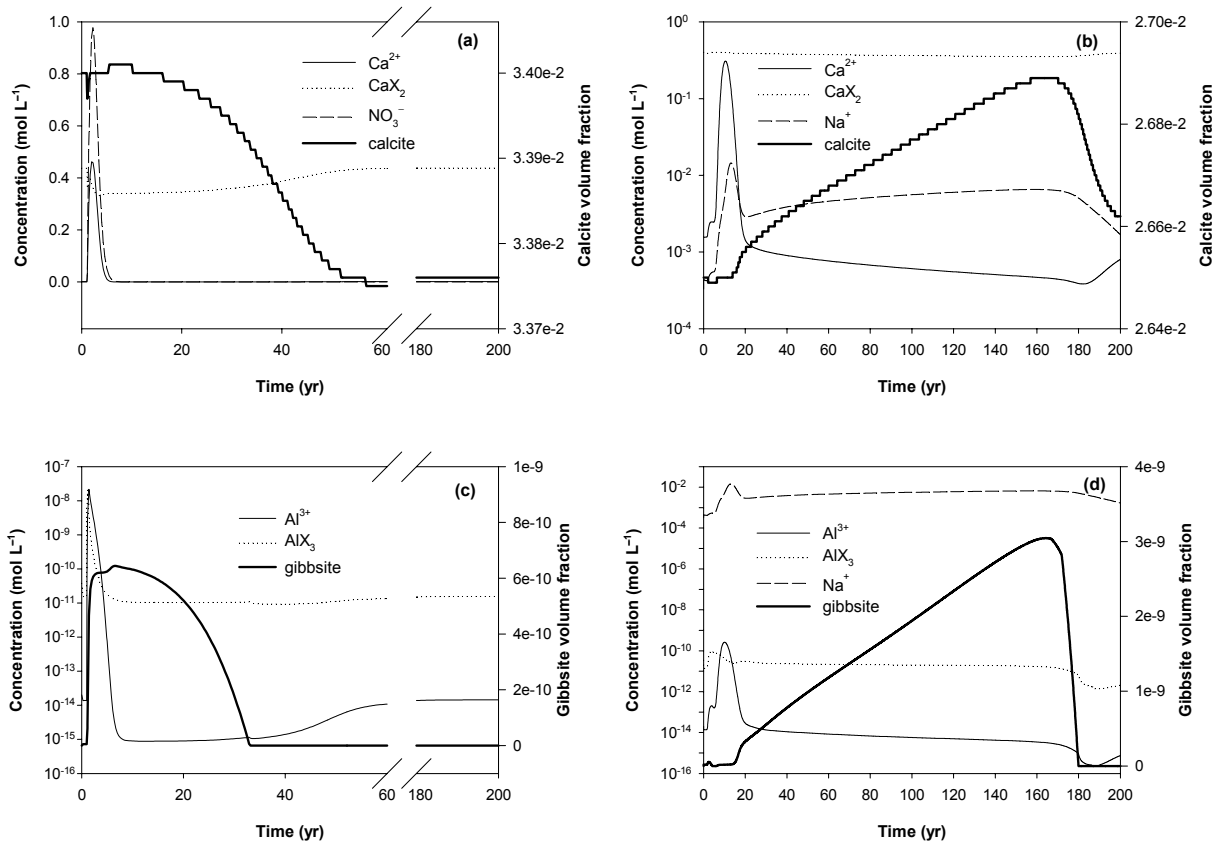 (a)
Ca²⁺
CaX₂
NO₃⁻
calcite
Concentration (mol L⁻¹)
1.0
0.8
0.6
0.4
0.2
0.0
Calcite volume fraction
3.40e-2
3.39e-2
3.38e-2
3.37e-2
0 20 40 60 180 200
Time (yr)
(b)
Ca²⁺
CaX₂
Na⁺
calcite
Concentration (mol L⁻¹)
10⁰
10⁻¹
10⁻²
10⁻³
10⁻⁴
Calcite volume fraction
2.70e-2
2.68e-2
2.66e-2
2.64e-2
0 20 40 60 80 100 120 140 160 180 200
Time (yr)
(c)
Al³⁺
AlX₃
gibbsite
Concentration (mol L⁻¹)
10⁻⁷
10⁻⁸
10⁻⁹
10⁻¹⁰
10⁻¹¹
10⁻¹²
10⁻¹³
10⁻¹⁴
10⁻¹⁵
10⁻¹⁶
Gibbsite volume fraction
1e-9
8e-10
6e-10
4e-10
2e-10
0
0 20 40 60 180 200
Time (yr)
(d)
Al³⁺
AlX₃
Na⁺
gibbsite
Concentration (mol L⁻¹)
10⁻²
10⁻⁴
10⁻⁶
10⁻⁸
10⁻¹⁰
10⁻¹²
10⁻¹⁴
10⁻¹⁶
Gibbsite volume fraction
4e-9
3e-9
2e-9
1e-9
0
0 20 40 60 80 100 120 140 160 180 200
Time (yr)